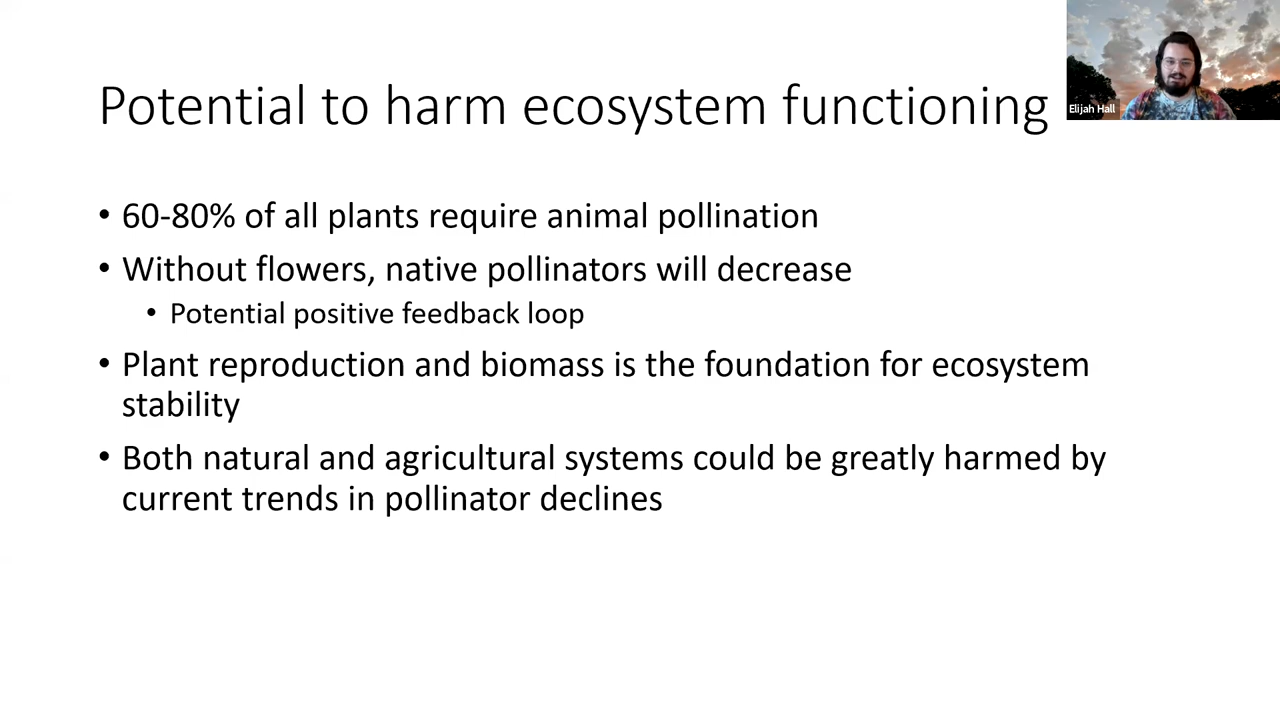 Potential to harm ecosystem functioning
Elijah Hall
• 60-80% of all plants require animal pollination
• Without flowers, native pollinators will decrease
• Potential positive feedback loop
• Plant reproduction and biomass is the foundation for ecosystem
stability
• Both natural and agricultural systems could be greatly harmed by
current trends in pollinator declines